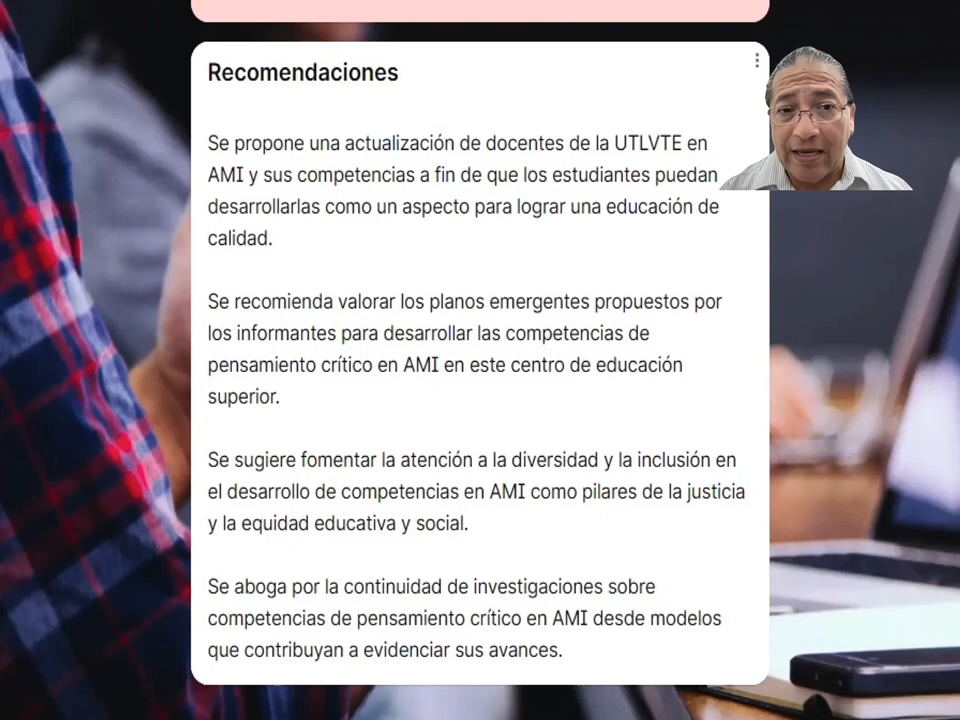 Recomendaciones
Se propone una actualización de docentes de la UTLVTE en
AMI y sus competencias a fin de que los estudiantes puedan
desarrollarlas como un aspecto para lograr una educación de
calidad.
Se recomienda valorar los planos emergentes propuestos por
los informantes para desarrollar las competencias de
pensamiento crítico en AMI en este centro de educación
superior.
Se sugiere fomentar la atención a la diversidad y la inclusión en
el desarrollo de competencias en AMI como pilares de la justicia
y la equidad educativa y social.
Se aboga por la continuidad de investigaciones sobre
competencias de pensamiento crítico en AMI desde modelos
que contribuyan a evidenciar sus avances.